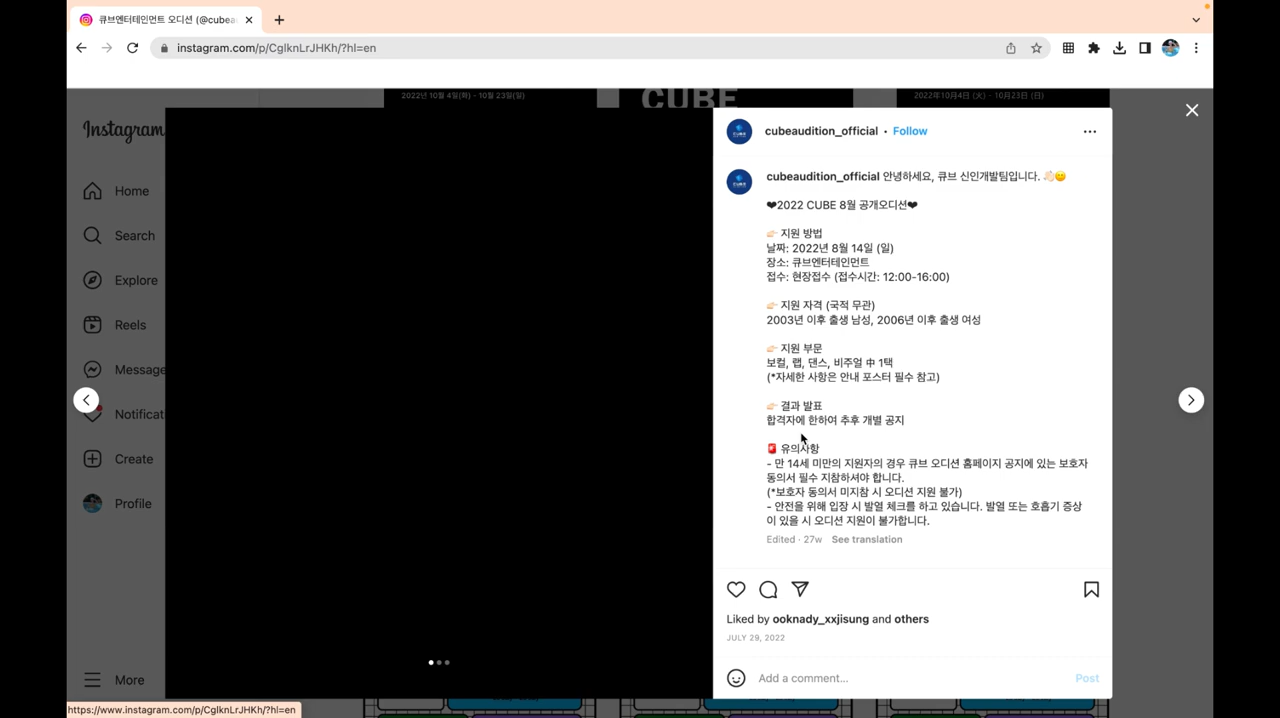 큐브엔터테인먼트 오디션 (@cubea
instagram.com/p/CglknLrJHKh/?hl=en
2022년 10월 4일(화) - 10월 23일(일)
CUBE
2022年10月4日 (火) - 10月23日 (日)
Instagram
Home
Search
Explore
Reels
Message
Notificat
Create
Profile
More
cubeaudition_official • Follow
cubeaudition_official 안녕하세요, 큐브 신인개발팀입니다. 👋🏻😊
❤️2022 CUBE 8월 공개오디션❤️
👉🏻 지원 방법
날짜: 2022년 8월 14일 (일)
장소: 큐브엔터테인먼트
접수: 현장접수 (접수시간: 12:00-16:00)
👉🏻 지원 자격 (국적 무관)
2003년 이후 출생 남성, 2006년 이후 출생 여성
👉🏻 지원 부문
보컬, 랩, 댄스, 비주얼 中 1택
(*자세한 사항은 안내 포스터 필수 참고)
👉🏻 결과 발표
합격자에 한하여 추후 개별 공지
🚨 유의사항
- 만 14세 미만의 지원자의 경우 큐브 오디션 홈페이지 공지에 있는 보호자
동의서 필수 지참하셔야 합니다.
(*보호자 동의서 미지참 시 오디션 지원 불가)
- 안전을 위해 입장 시 발열 체크를 하고 있습니다. 발열 또는 호흡기 증상
이 있을 시 오디션 지원이 불가합니다.
Edited · 27w See translation
Liked by ooknady_xxjisung and others
JULY 29, 2022
Add a comment...
Post
https://www.instagram.com/p/CglknLrJHKh/?hl=en